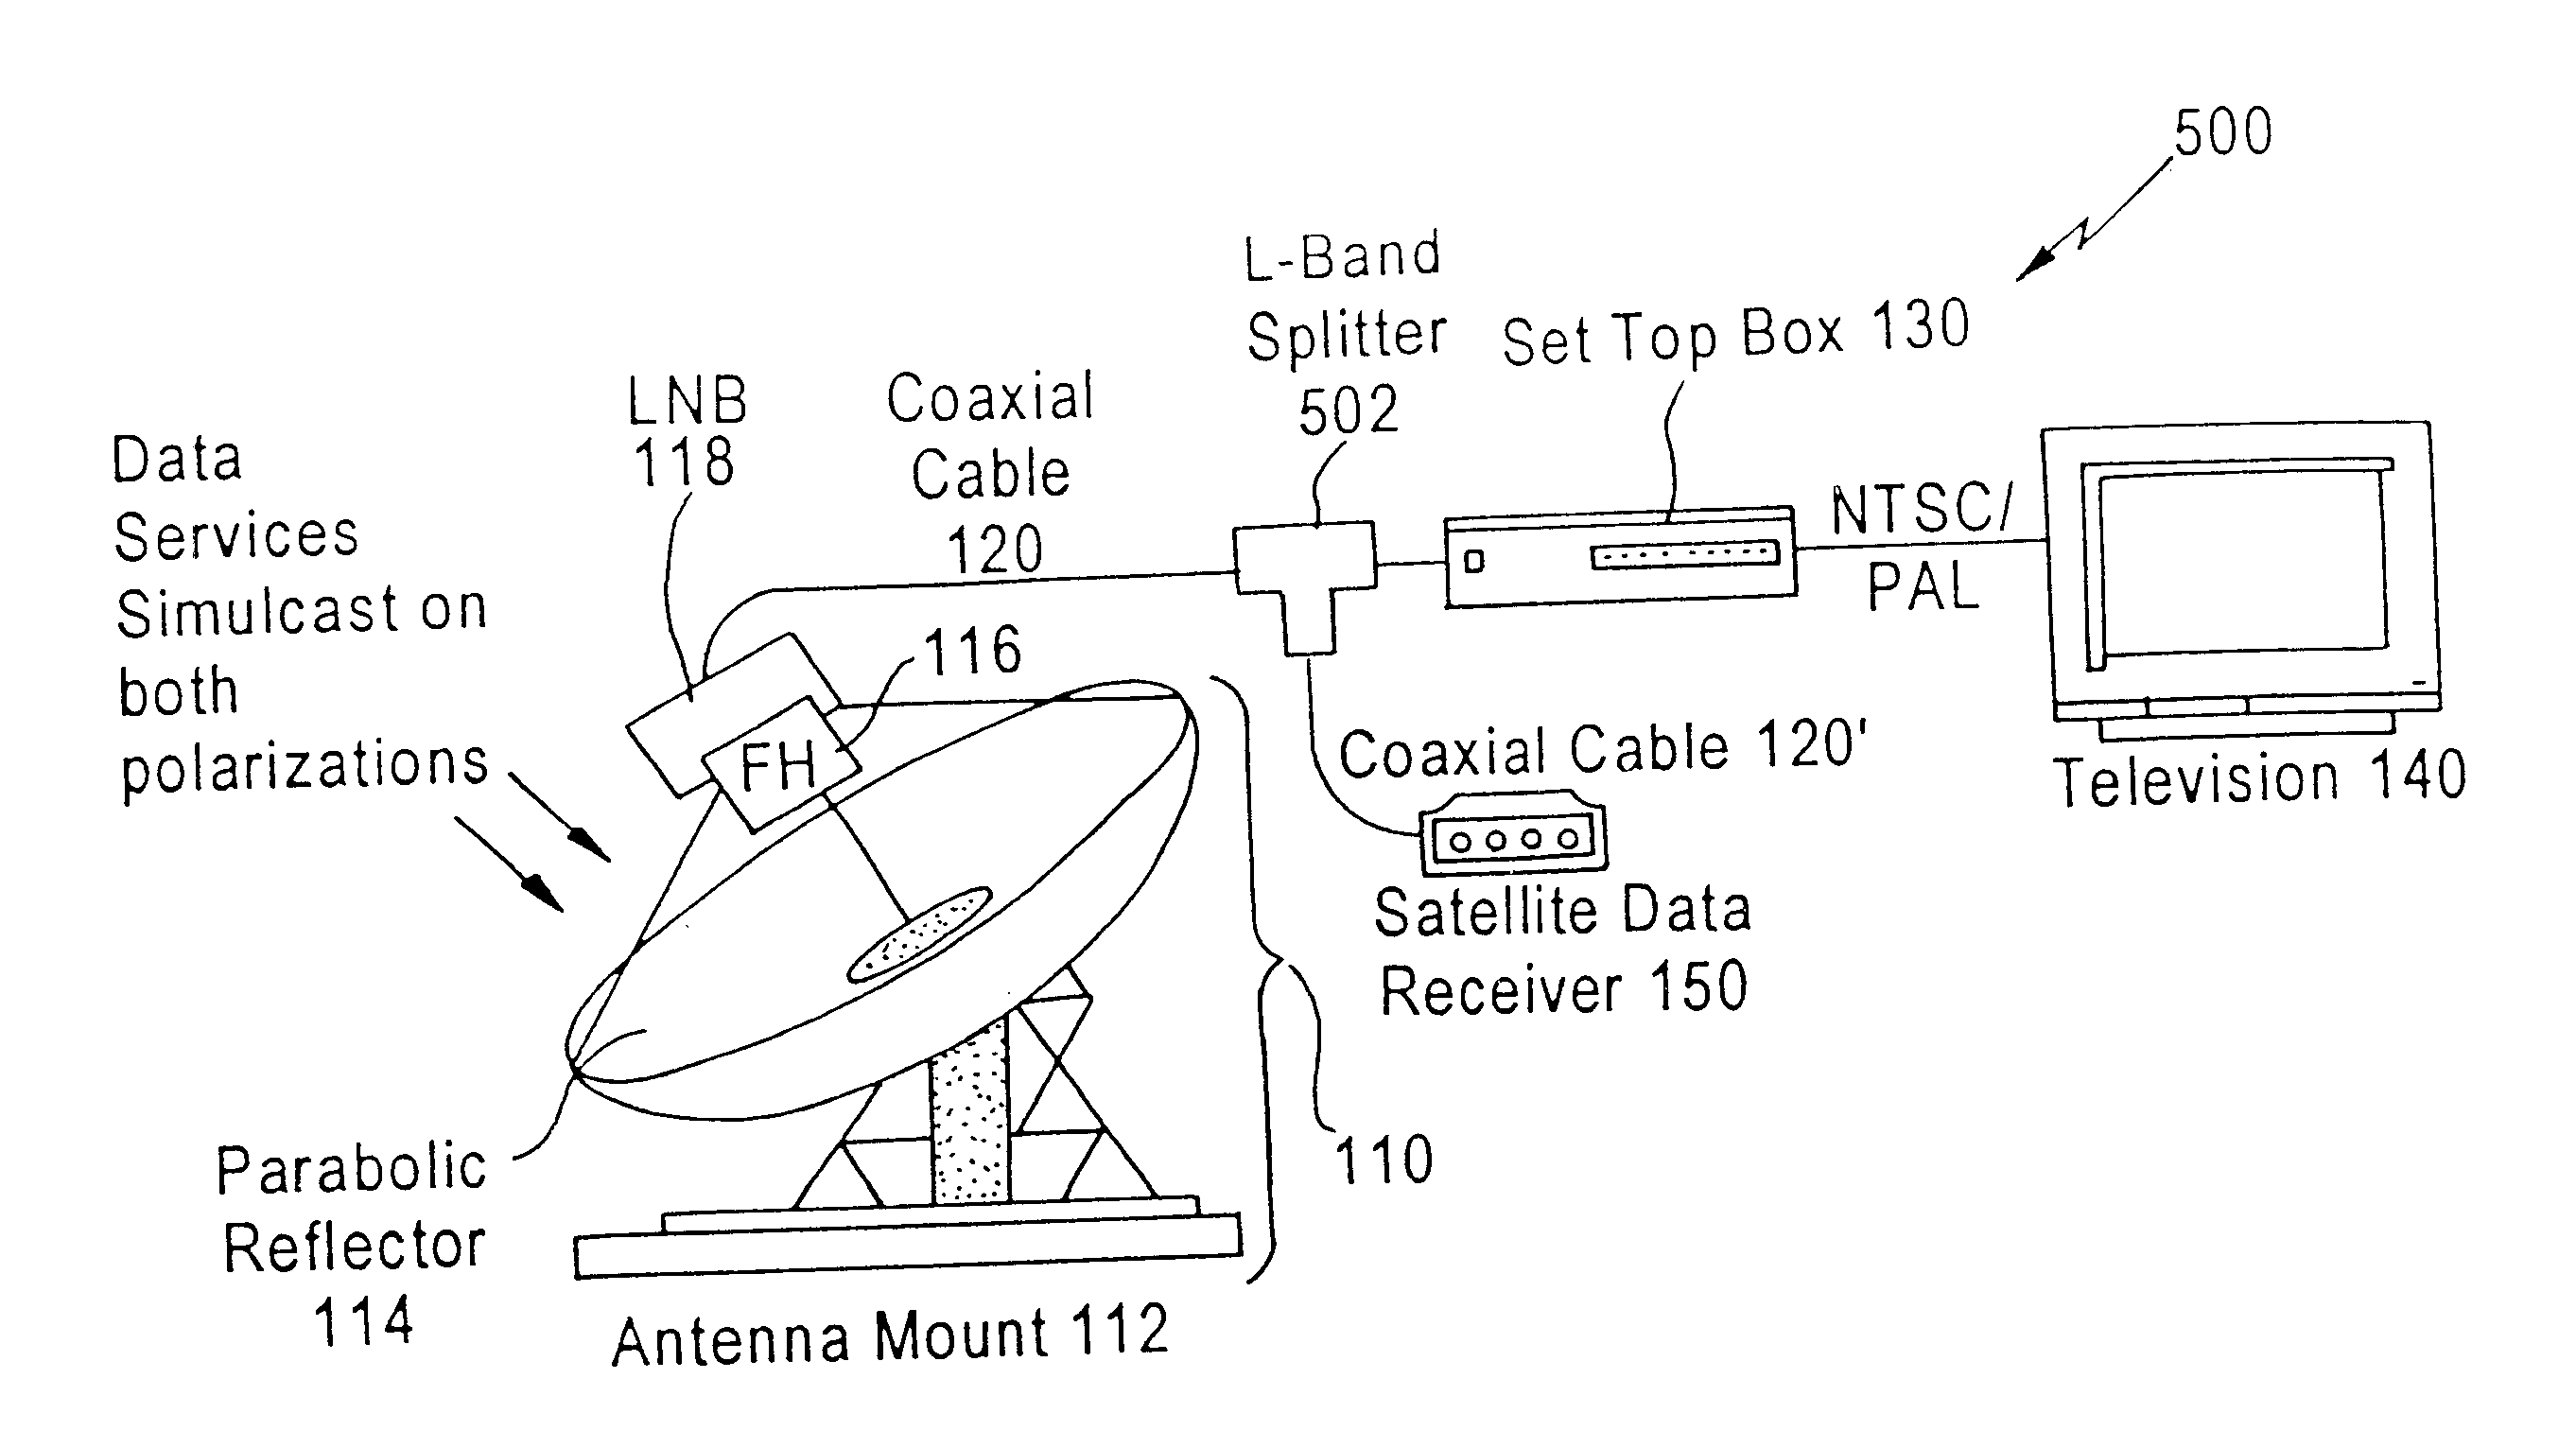 500
L-Band
Splitter
502
Set Top Box 130
LNB
118
Coaxial
Cable
120
Data
Services
Simulcast on
both
polarizations
NTSC/
PAL
116
FH
Coaxial Cable 120'
Television 140
Satellite Data
Receiver 150
110
Parabolic
Reflector
114
Antenna Mount 112